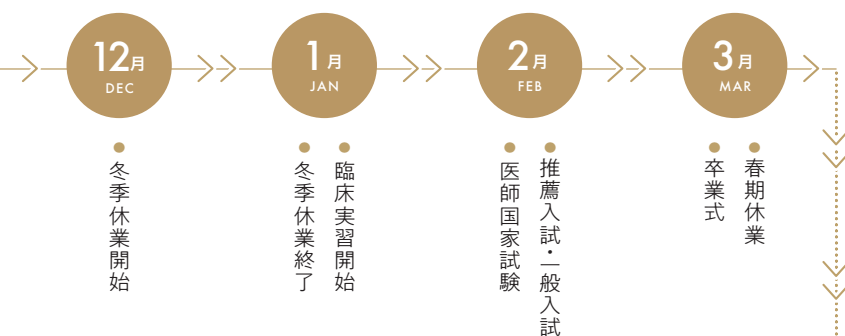 12月
DEC
冬季休業開始
1月
JAN
臨床実習開始
冬季休業終了
2月
FEB
推薦入試・一般入試
医師国家試験
3月
MAR
春期休業
卒業式